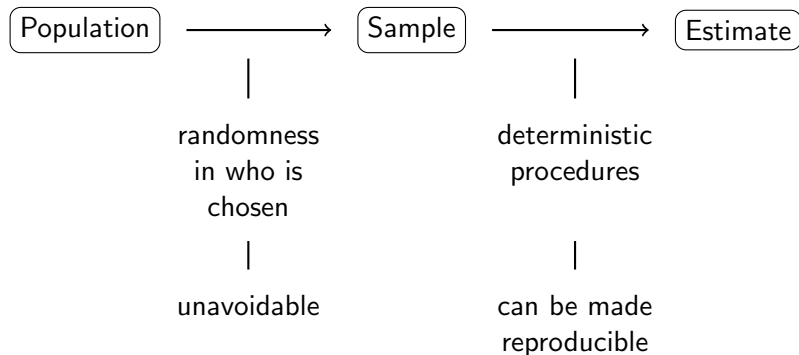 Population
Sample
Estimate
randomness
in who is
chosen
deterministic
procedures
unavoidable
can be made
reproducible